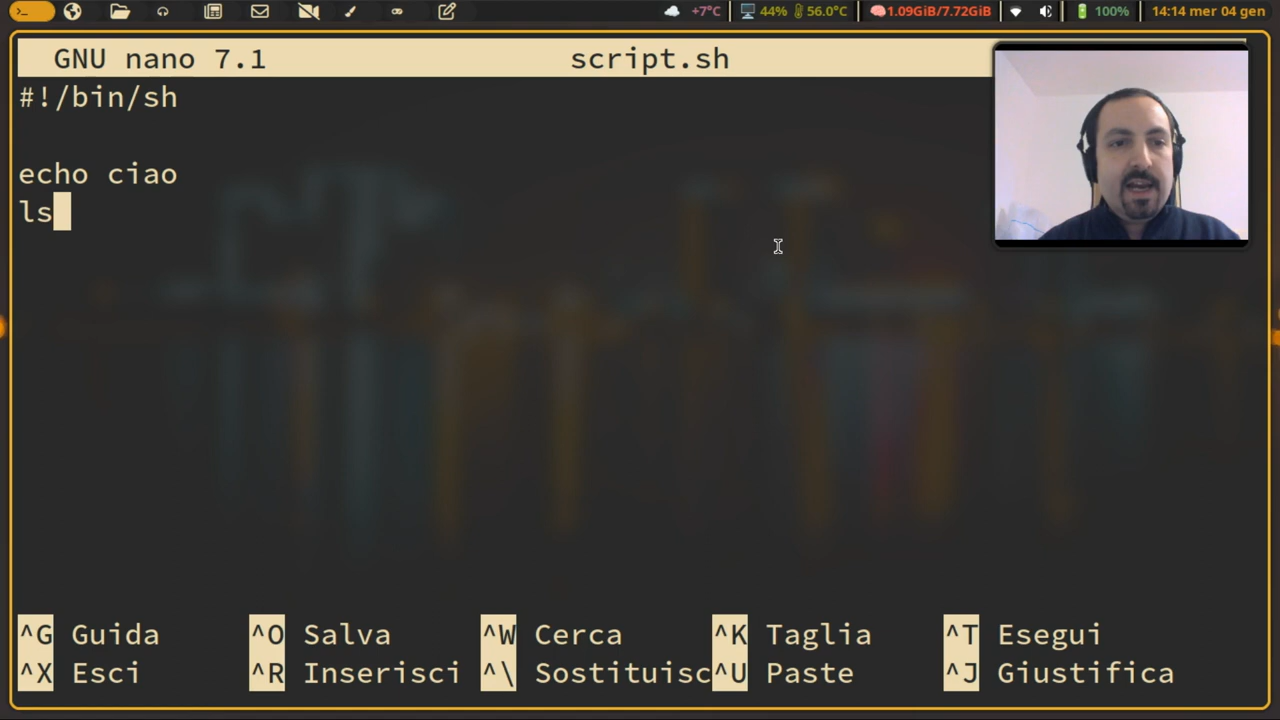 +7°C 44% 56.0°C 1.09GiB/7.72GiB 100% 14:14 mer 04 gen
GNU nano 7.1 script.sh
#!/bin/sh
echo ciao
ls
^G Guida ^O Salva ^W Cerca ^K Taglia ^T Esegui
^X Esci ^R Inserisci ^\ Sostituisc ^U Paste ^J Giustifica